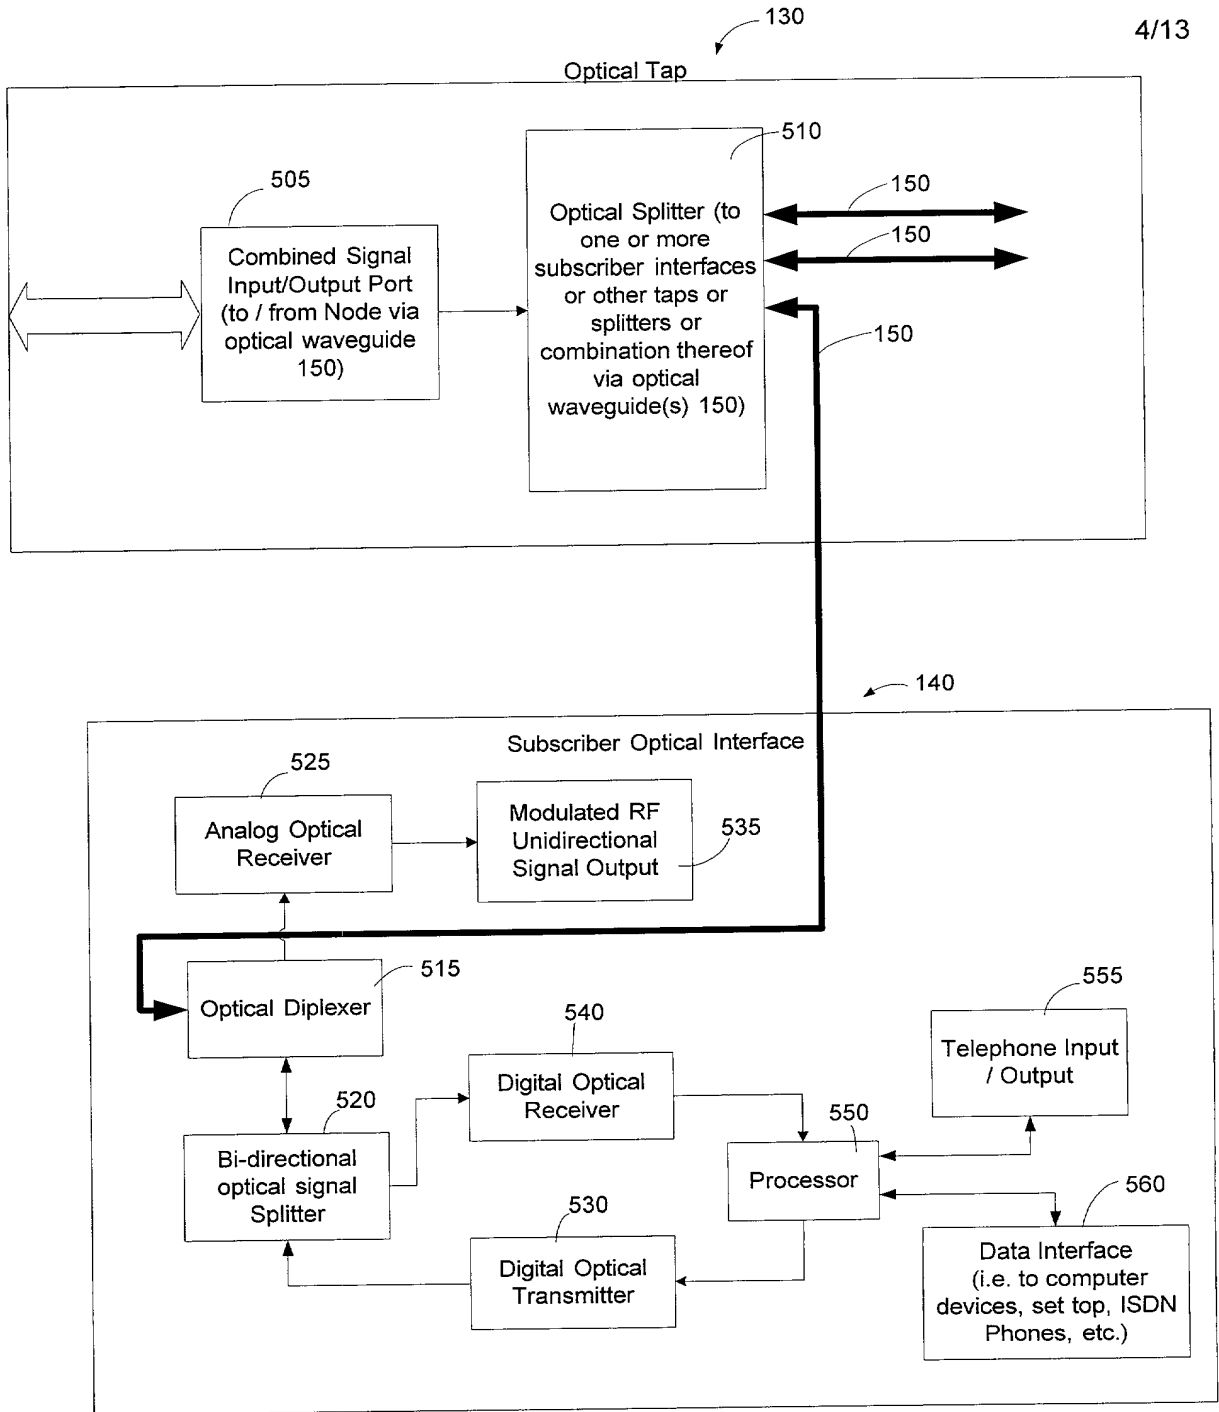 130
4/13
Optical Tap
510
505
150
Optical Splitter (to
one or more
subscriber interfaces
or other taps or
splitters or
combination thereof
via optical
waveguide(s) 150)
150
Combined Signal
Input/Output Port
(to / from Node via
optical waveguide
150)
150
140
Subscriber Optical Interface
525
Analog Optical
Receiver
Modulated RF
Unidirectional
Signal Output
535
515
Optical Diplexer
540
555
Digital Optical
Receiver
Telephone Input
/ Output
520
550
Bi-directional
optical signal
Splitter
Processor
560
530
Digital Optical
Transmitter
Data Interface
(i.e. to computer
devices, set top, ISDN
Phones, etc.)